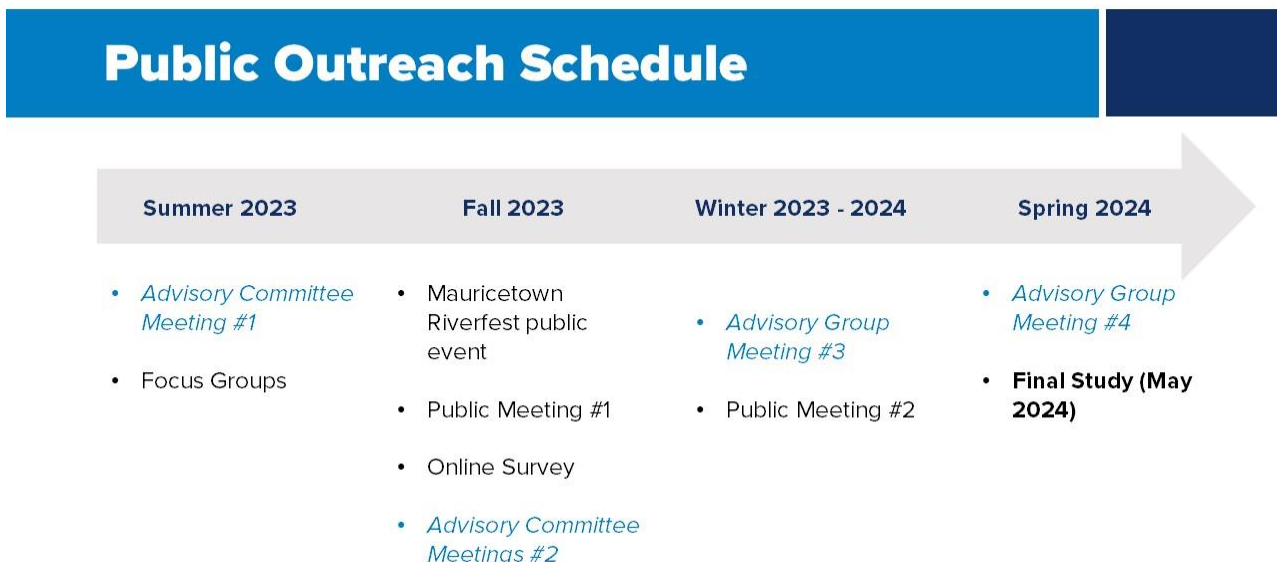 Public Outreach Schedule
Summer 2023
Fall 2023
Winter 2023 - 2024
Spring 2024
• Advisory Committee
Meeting #1
• Focus Groups
• Mauricetown
Riverfest public
event
• Public Meeting #1
• Online Survey
• Advisory Committee
Meetings #2
• Advisory Group
Meeting #3
• Public Meeting #2
• Advisory Group
Meeting #4
• Final Study (May
2024)